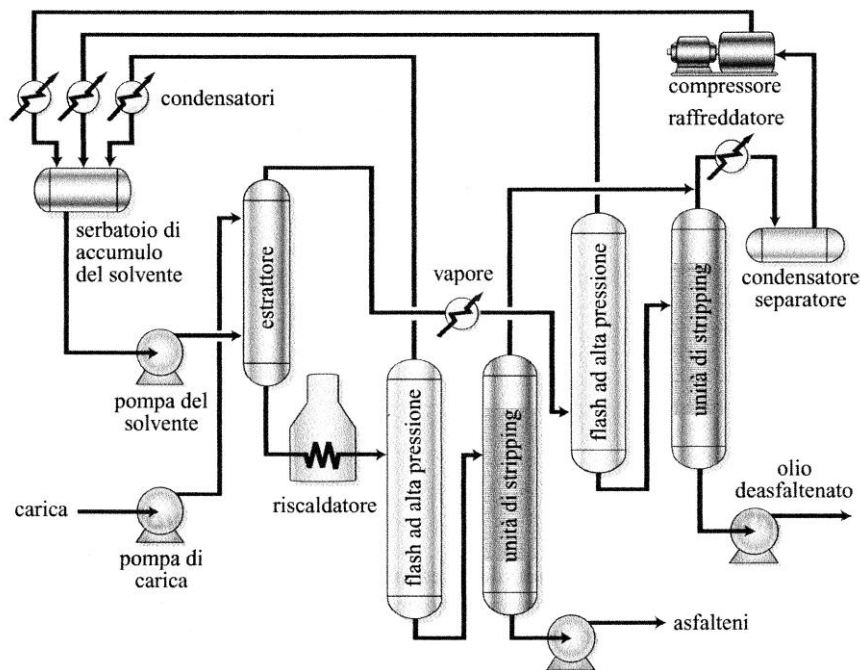 compressore
raffreddatore
condensatori
serbatoio di
accumulo
del solvente
estrattore
vapore
flash ad alta pressione
unità di stripping
condensatore
separatore
pompa del
solvente
riscaldatore
flash ad alta pressione
unità di stripping
olio
deasfaltenato
carica
pompa di
carica
asfalteni